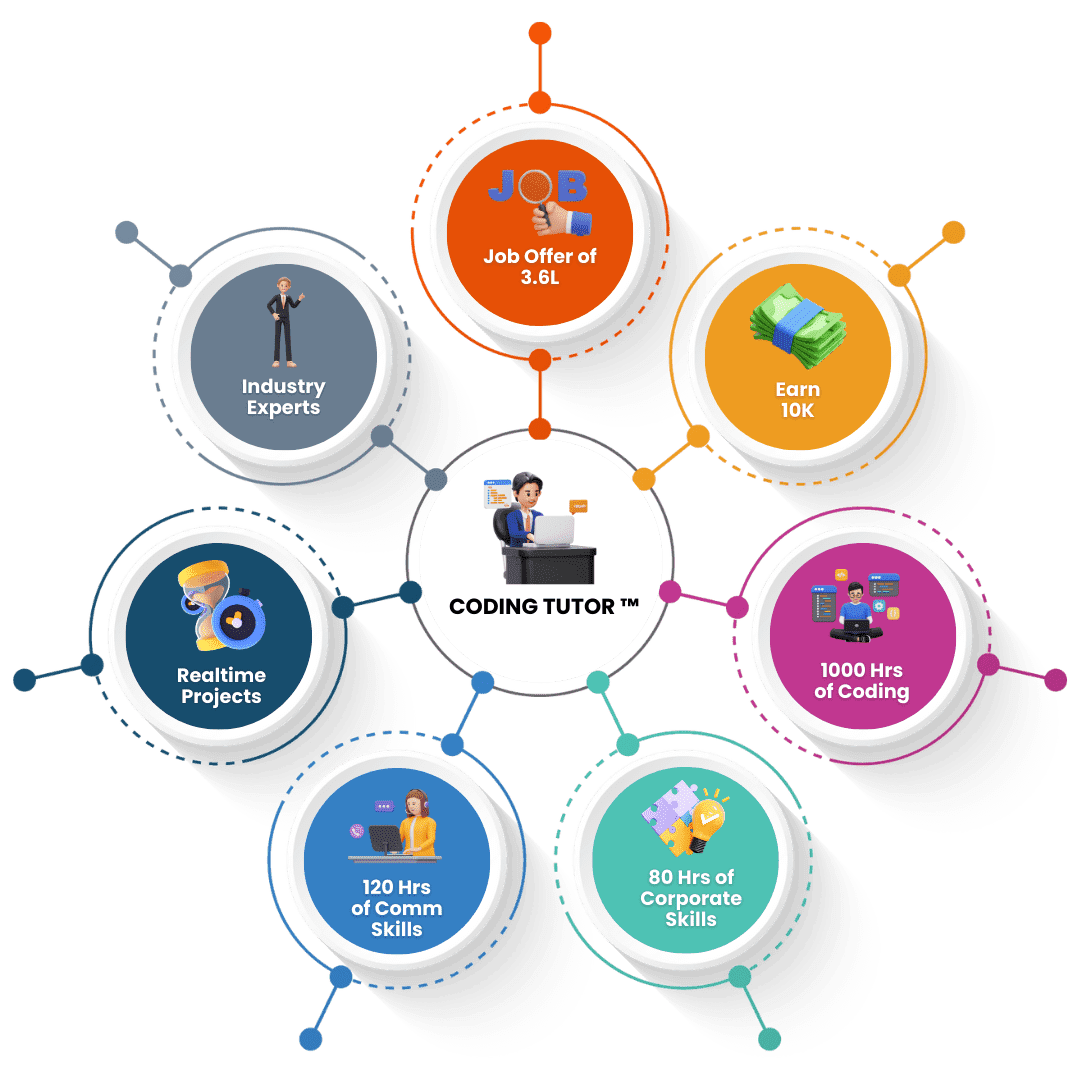 JOB
Job Offer of
3.6L
Earn
10K
1000 Hrs
of Coding
80 Hrs of
Corporate
Skills
120 Hrs
of Comm
Skills
Realtime
Projects
Industry
Experts
CODING TUTOR ™